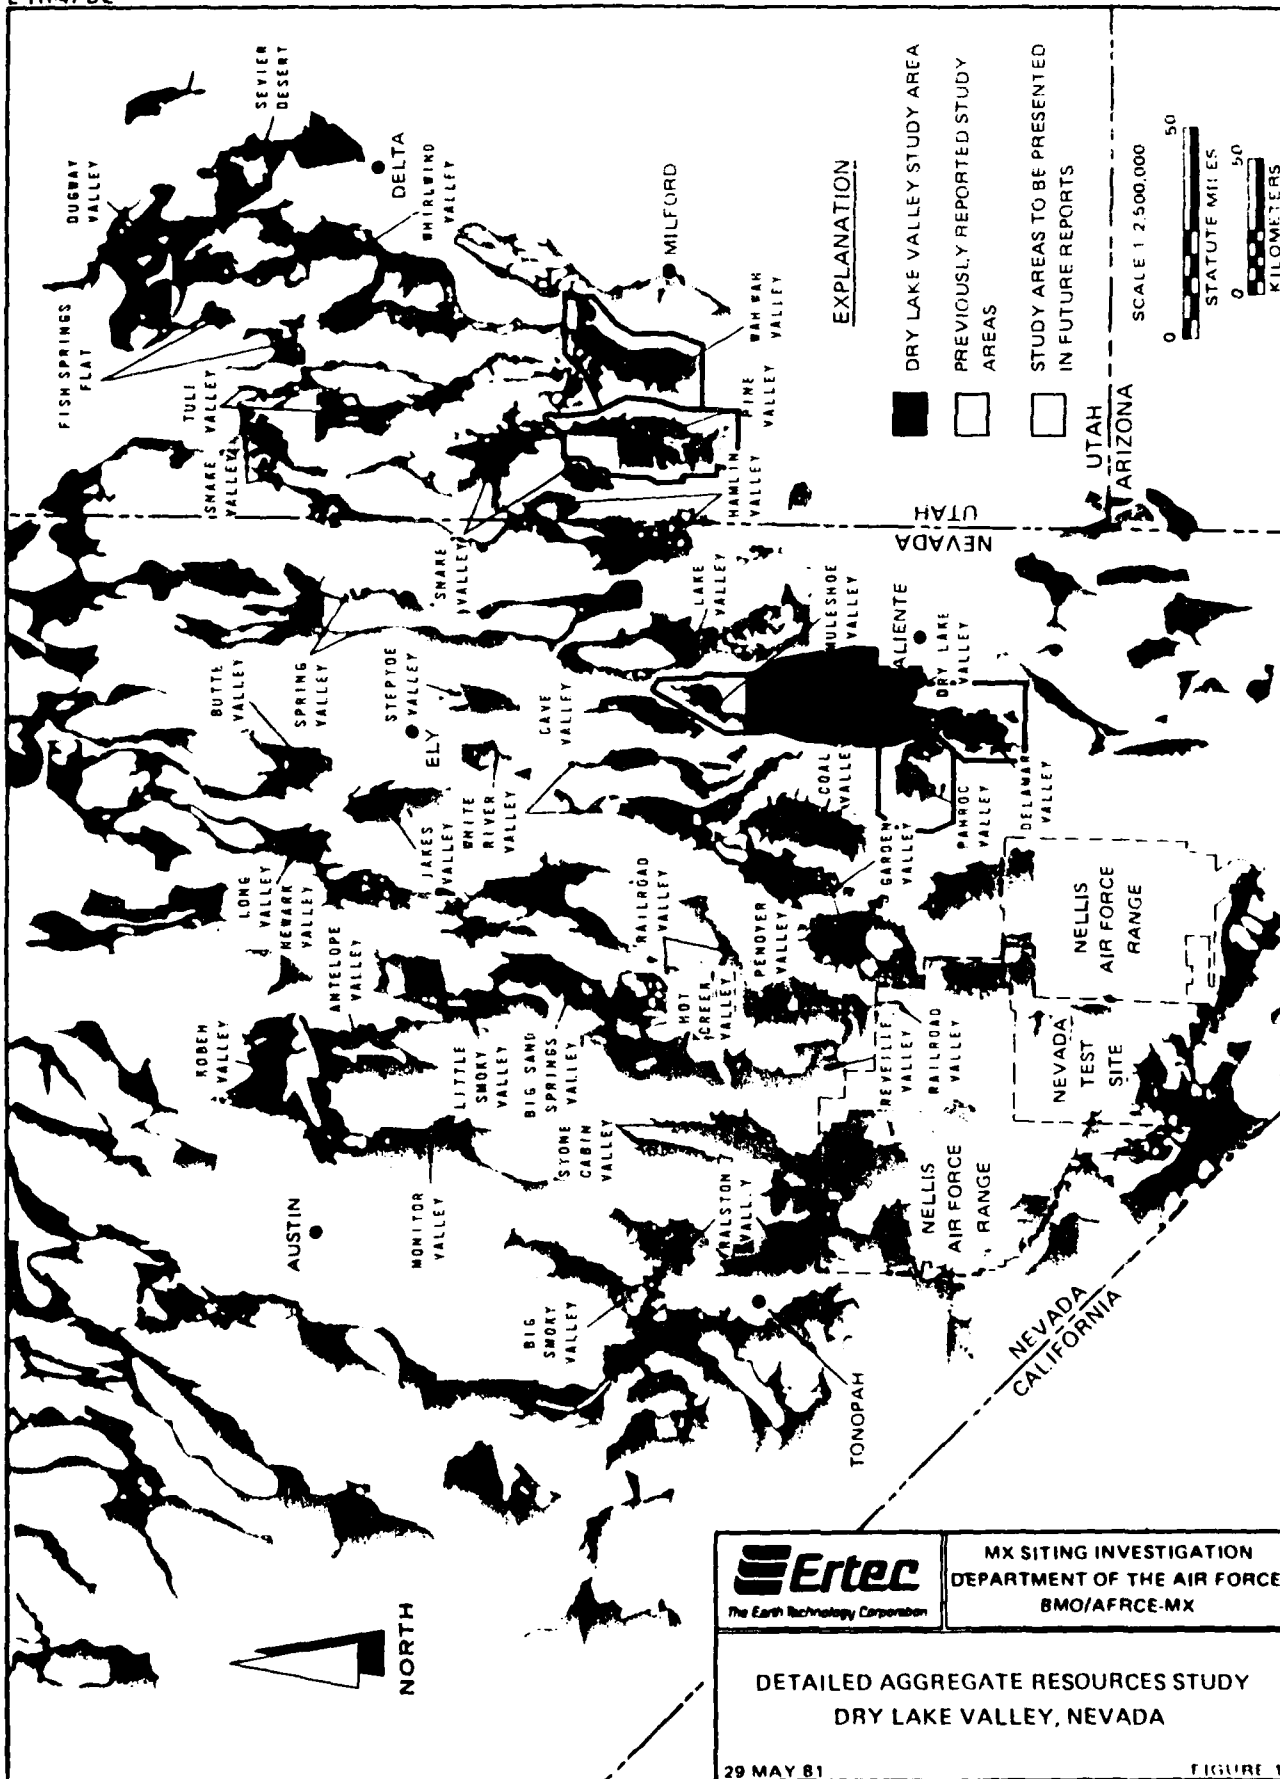 SEVIER
DESERT
DUGWAY
VALLEY
DELTA
WHIRLWIND
VALLEY
FISH SPRINGS
FLAT
TULE
VALLEY
SNAKE
VALLEY
MILFORD
WAH WAH
VALLEY
PINE
VALLEY
HAMLIN
VALLEY
SNAKE
VALLEY
UTAH
NEVADA
UTAH
ARIZONA
LAKE
VALLEY
MULESHOE
VALLEY
ALIENTE
DRY LAKE
VALLEY
BUTTE
VALLEY
SPRING
VALLEY
STEPTOE
VALLEY
ELY
CAVE
VALLEY
WHITE
RIVER
VALLEY
JAKES
VALLEY
LONG
VALLEY
NEWARK
VALLEY
ANTELOPE
VALLEY
COAL
VALLE
GARDEN
VALLEY
PAHROC
VALLEY
DELAMAR
VALLEY
RAILROAD
VALLEY
PENOYER
VALLEY
HOT
CREEK
VALLEY
KOBEH
VALLEY
LITTLE
SMOKY
VALLEY
BIG SAND
SPRINGS
VALLEY
STONE
CABIN
VALLEY
REVEILLE
VALLEY
RAILROAD
VALLEY
NELLIS
AIR FORCE
RANGE
NEVADA
TEST
SITE
NELLIS
AIR FORCE
RANGE
AUSTIN
MONITOR
VALLEY
RALSTON
VALLEY
BIG
SMOKY
VALLEY
TONOPAH
NEVADA
CALIFORNIA
NORTH
EXPLANATION
DRY LAKE VALLEY STUDY AREA
PREVIOUSLY REPORTED STUDY
AREAS
STUDY AREAS TO BE PRESENTED
IN FUTURE REPORTS
SCALE 1 2,500,000
0 50
STATUTE MILES
0 50
KILOMETERS
Ertec
The Earth Technology Corporation
MX SITING INVESTIGATION
DEPARTMENT OF THE AIR FORCE
BMO/AFRCE-MX
DETAILED AGGREGATE RESOURCES STUDY
DRY LAKE VALLEY, NEVADA
29 MAY 81
FIGURE 1